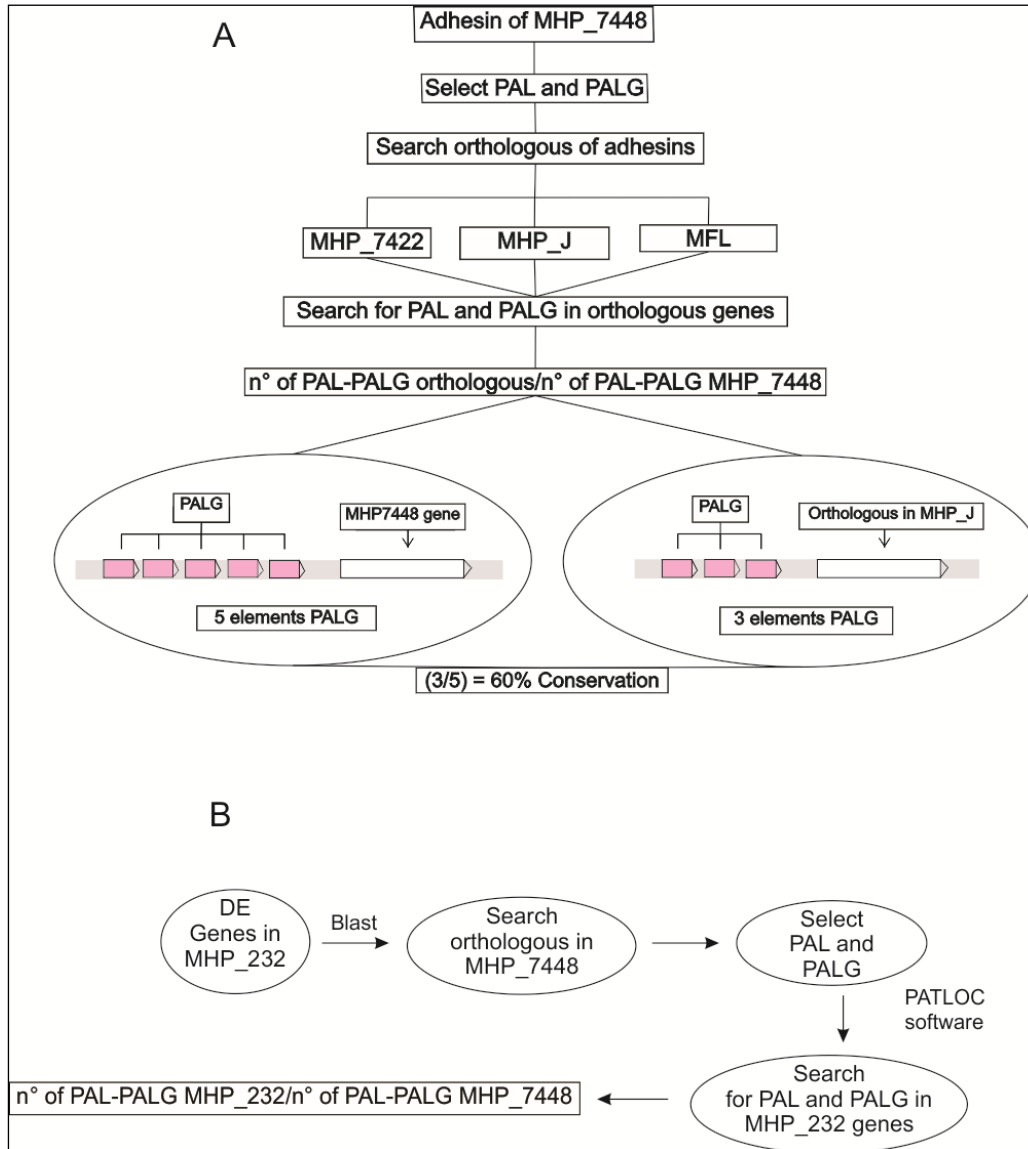 A
Adhesin of MHP_7448
Select PAL and PALG
Search orthologous of adhesins
MHP_7422
MHP_J
MFL
Search for PAL and PALG in orthologous genes
n° of PAL-PALG orthologous/n° of PAL-PALG MHP_7448
PALG
MHP7448 gene
5 elements PALG
PALG
Orthologous in MHP_J
3 elements PALG
(3/5) = 60% Conservation
B
DE
Genes in
MHP_232
Blast
Search
orthologous in
MHP_7448
Select
PAL and
PALG
PATLOC
software
Search
for PAL and PALG in
MHP_232 genes
n° of PAL-PALG MHP_232/n° of PAL-PALG MHP_7448